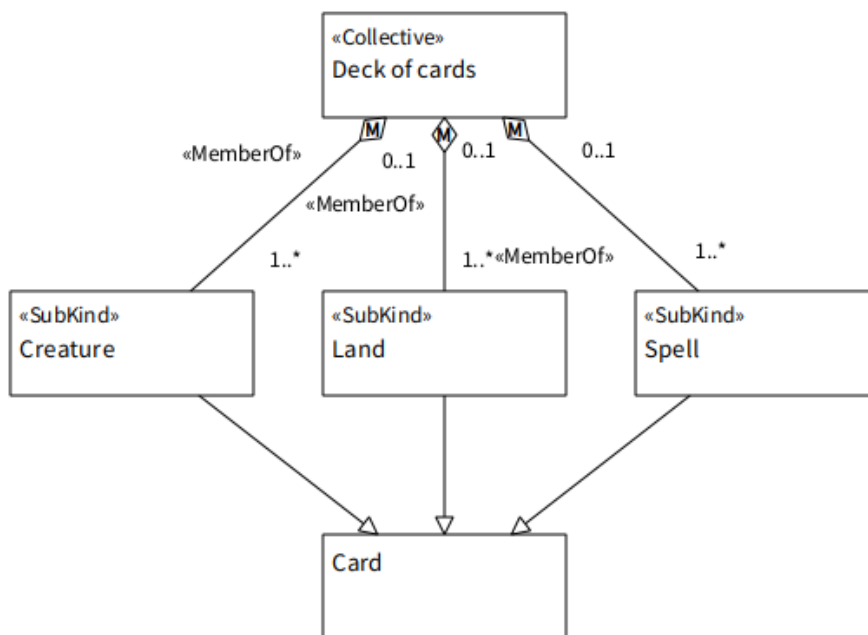 «Collective»
Deck of cards
M
M
M
«MemberOf»
0..1
0..1
0..1
«MemberOf»
1..*
1..*
«MemberOf»
1..*
«SubKind»
Creature
«SubKind»
Land
«SubKind»
Spell
Card